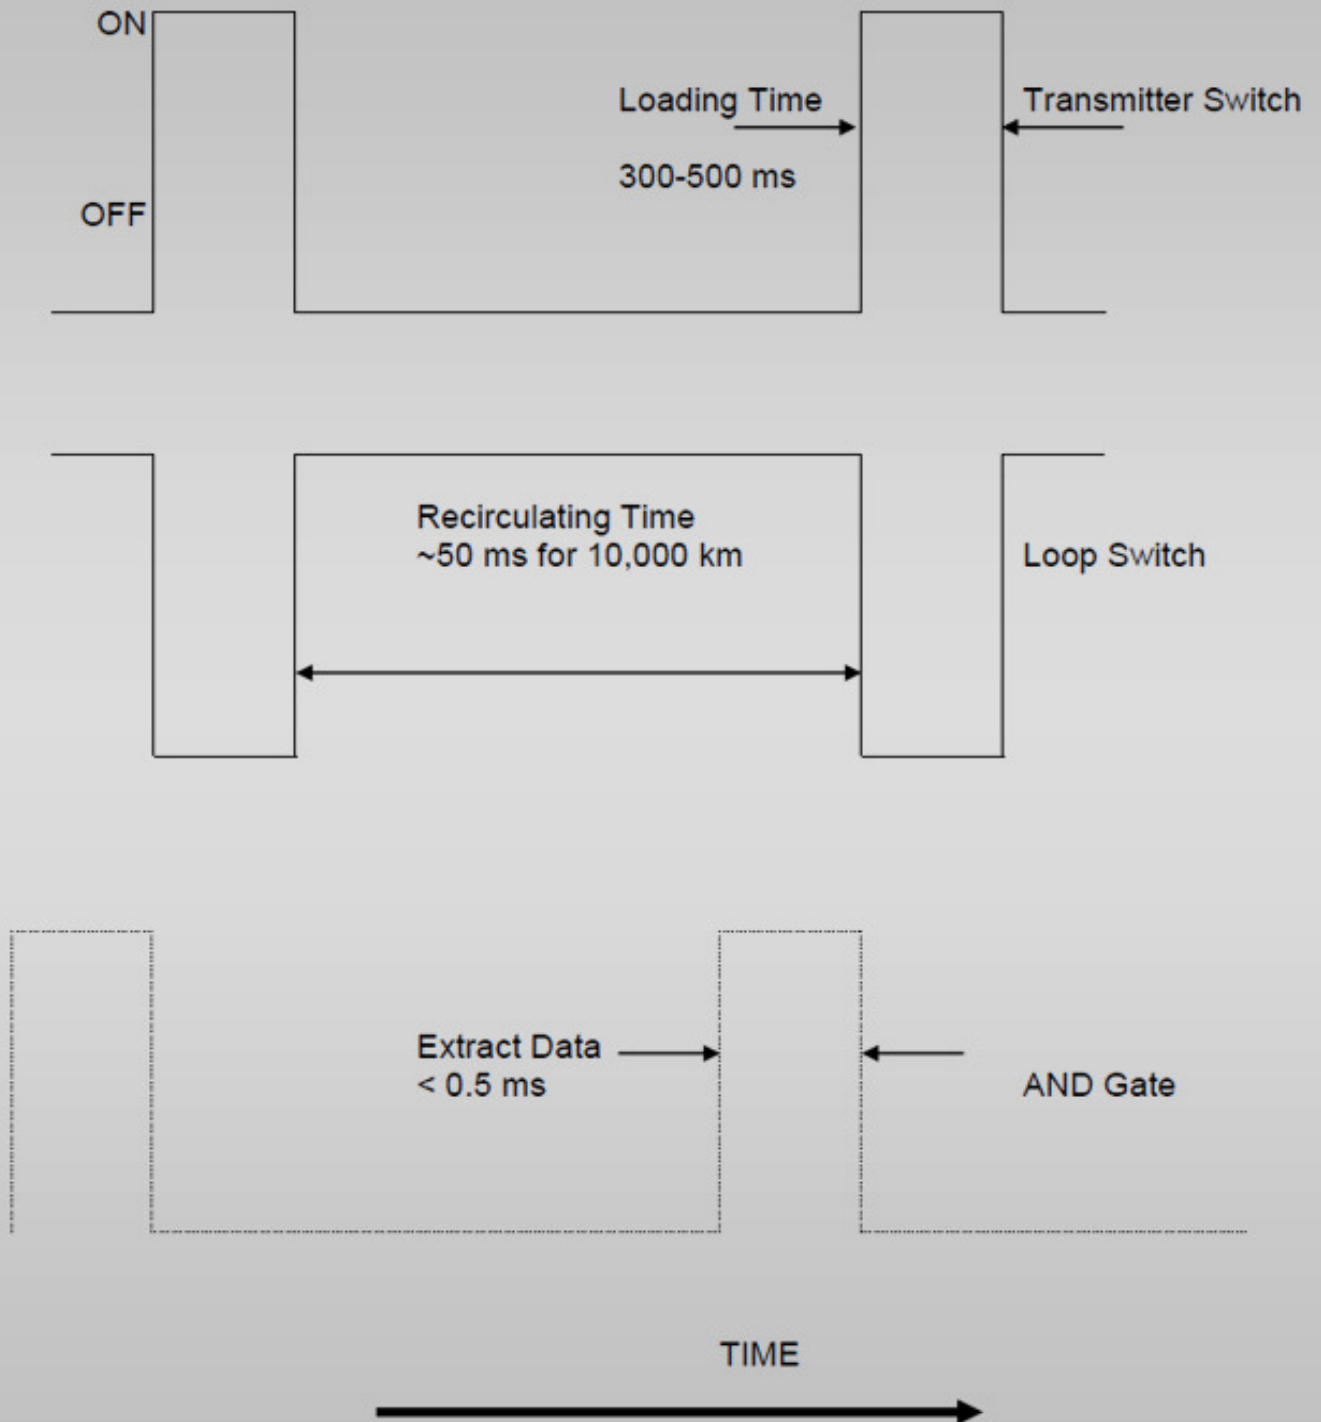 ON
Loading Time
Transmitter Switch
300-500 ms
OFF
Recirculating Time
~50 ms for 10,000 km
Loop Switch
Extract Data
< 0.5 ms
AND Gate
TIME